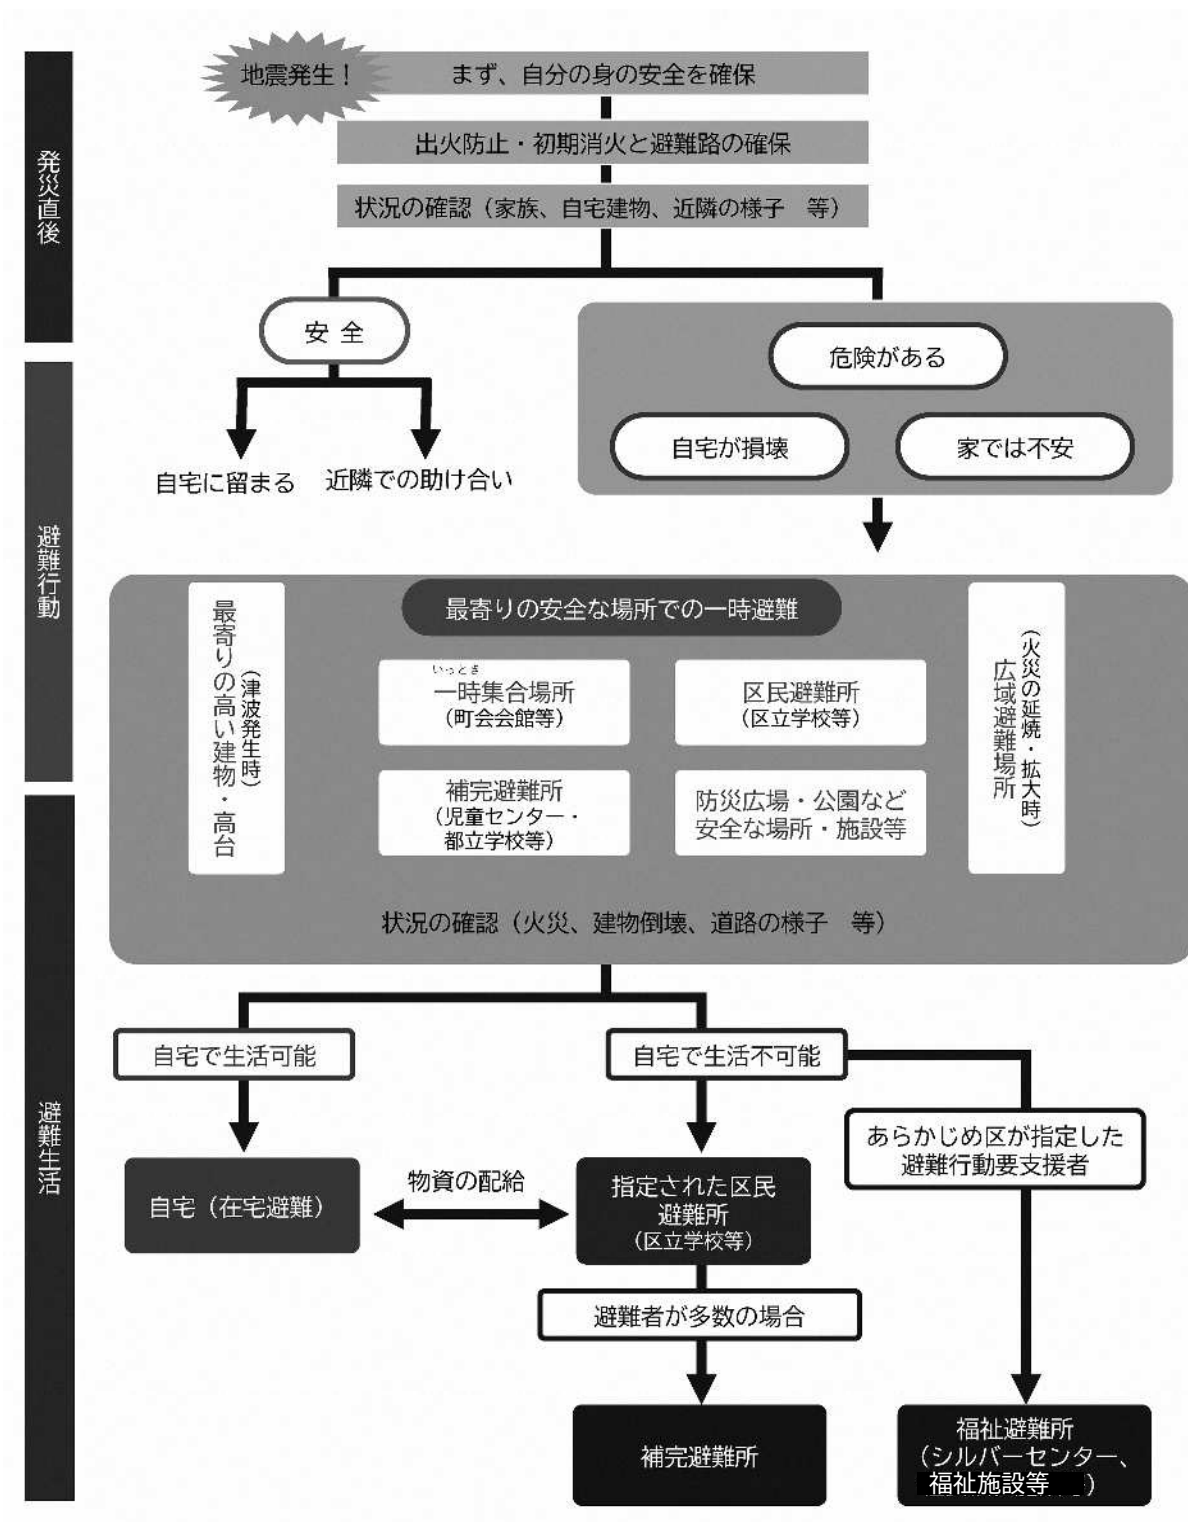 発災直後
地震発生！
まず、自分の身の安全を確保
出火防止・初期消火と避難路の確保
状況の確認（家族、自宅建物、近隣の様子　等）
安 全
危険がある
自宅が損壊
家では不安
自宅に留まる
近隣での助け合い
避難行動
最寄りの安全な場所での一時避難
最寄りの高い建物・高台
（津波発生時）
いっとき
一時集合場所
（町会会館等）
区民避難所
（区立学校等）
補完避難所
（児童センター・
都立学校等）
防災広場・公園など
安全な場所・施設等
（火災の延焼・拡大時）
広域避難場所
状況の確認（火災、建物倒壊、道路の様子　等）
避難生活
自宅で生活可能
自宅で生活不可能
あらかじめ区が指定した
避難行動要支援者
自宅（在宅避難）
物資の配給
指定された区民
避難所
（区立学校等）
避難者が多数の場合
補完避難所
福祉避難所
（シルバーセンター、
福祉施設等　）